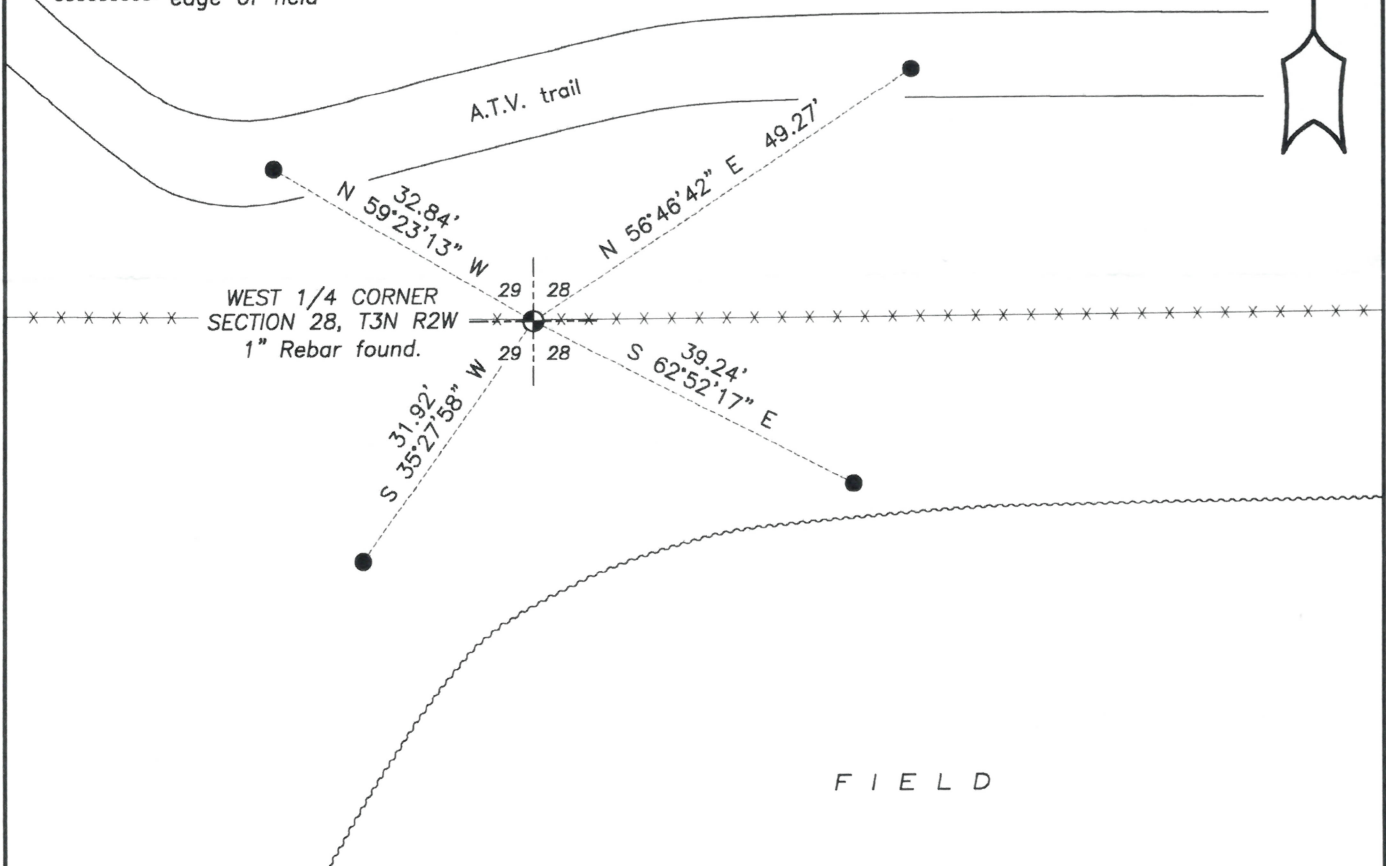 edge of field
A.T.V. trail
49.27'
N 56°46'42" E
32.84'
N 59°23'13" W
29 28
WEST 1/4 CORNER
SECTION 28, T3N R2W
1" Rebar found.
29 28
39.24'
S 62°52'17" E
31.92'
S 35°27'58" W
FIELD